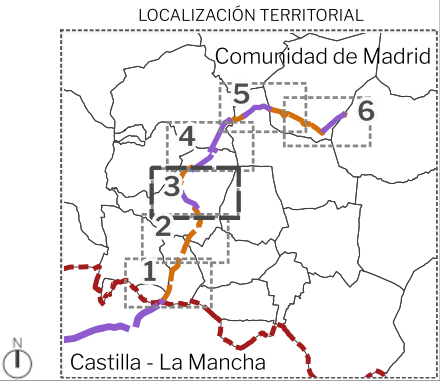 LOCALIZACIÓN TERRITORIAL
Comunidad de Madrid
5
6
4
3
2
1
N
Castilla - La Mancha